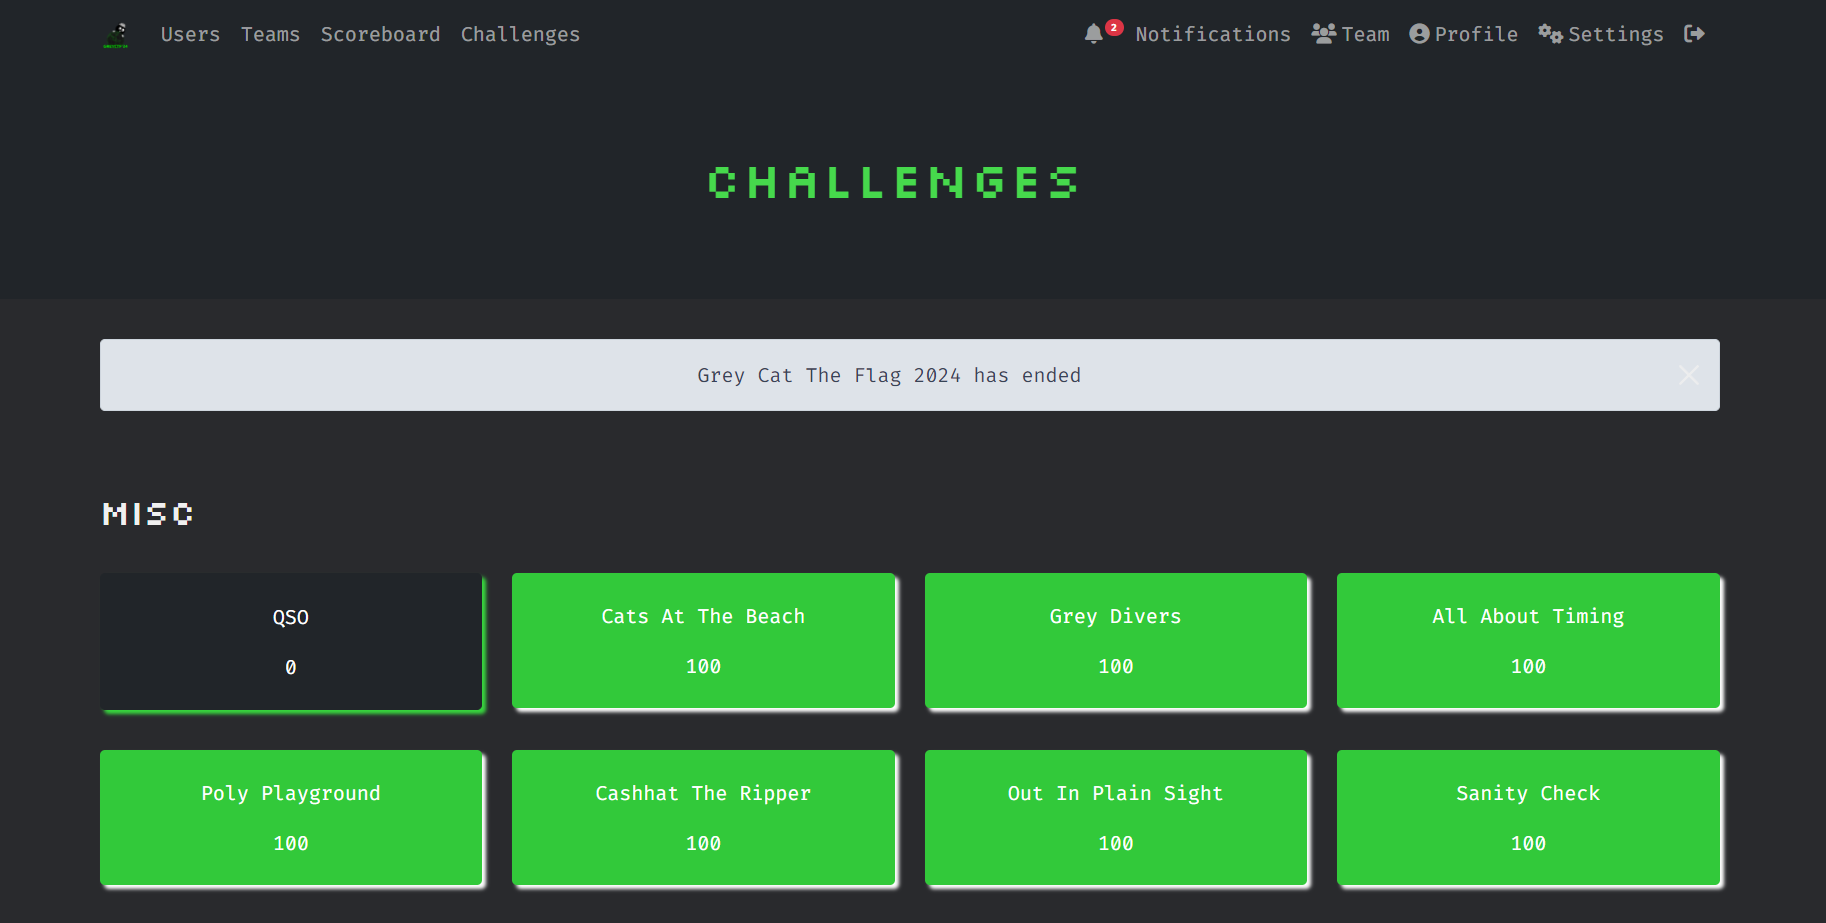 Users Teams Scoreboard Challenges 2 Notifications Team Profile Settings
CHALLENGES
Grey Cat The Flag 2024 has ended
MISC
QSO
0
Cats At The Beach
100
Grey Divers
100
All About Timing
100
Poly Playground
100
Cashhat The Ripper
100
Out In Plain Sight
100
Sanity Check
100